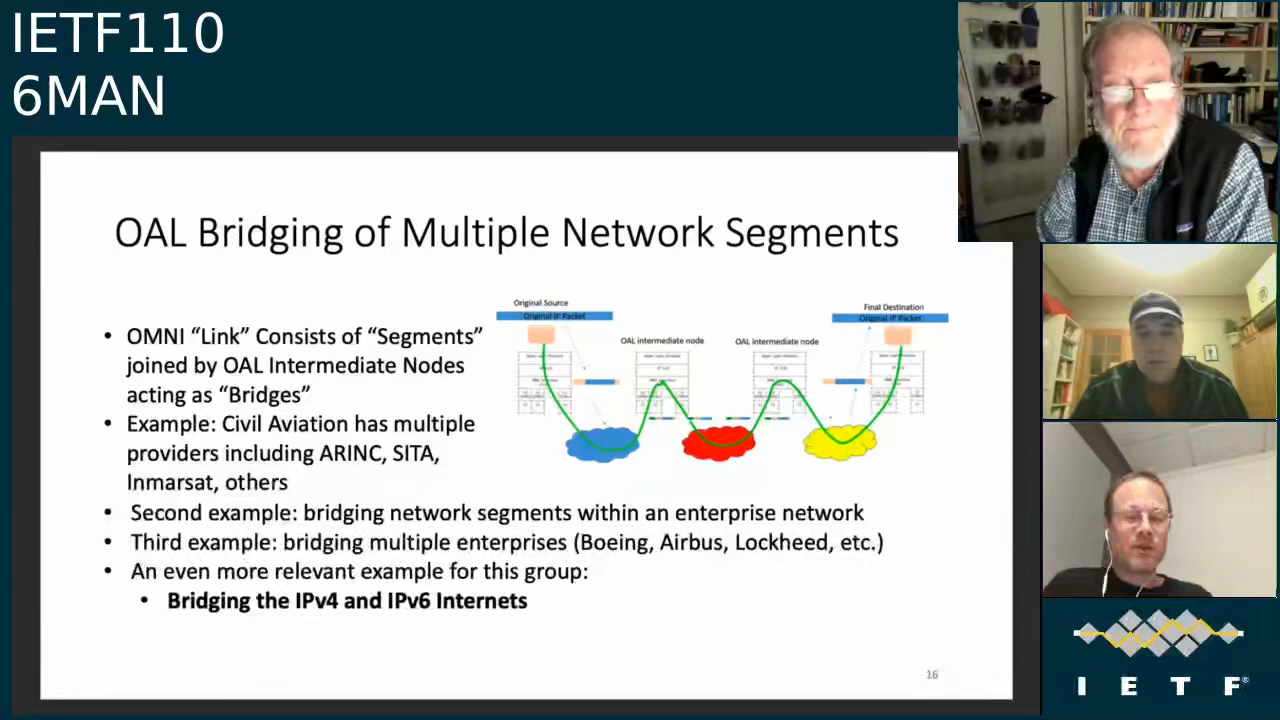 IETF110
6MAN
OAL Bridging of Multiple Network Segments
• OMNI “Link” Consists of “Segments”
joined by OAL Intermediate Nodes
acting as “Bridges”
• Example: Civil Aviation has multiple
providers including ARINC, SITA,
Inmarsat, others
• Second example: bridging network segments within an enterprise network
• Third example: bridging multiple enterprises (Boeing, Airbus, Lockheed, etc.)
• An even more relevant example for this group:
• Bridging the IPv4 and IPv6 Internets
Original Source
Original IP Packet
OAL intermediate node
OAL intermediate node
Final Destination
Original IP Packet
16
I E T F®